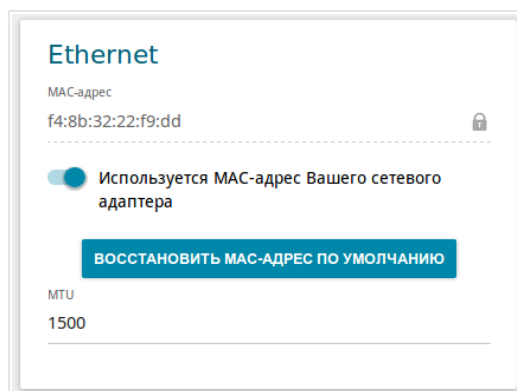 Ethernet
MAC-адрес
f4:8b:32:22:f9:dd
Используется MAC-адрес Вашего сетевого
адаптера
ВОССТАНОВИТЬ MAC-АДРЕС ПО УМОЛЧАНИЮ
MTU
1500